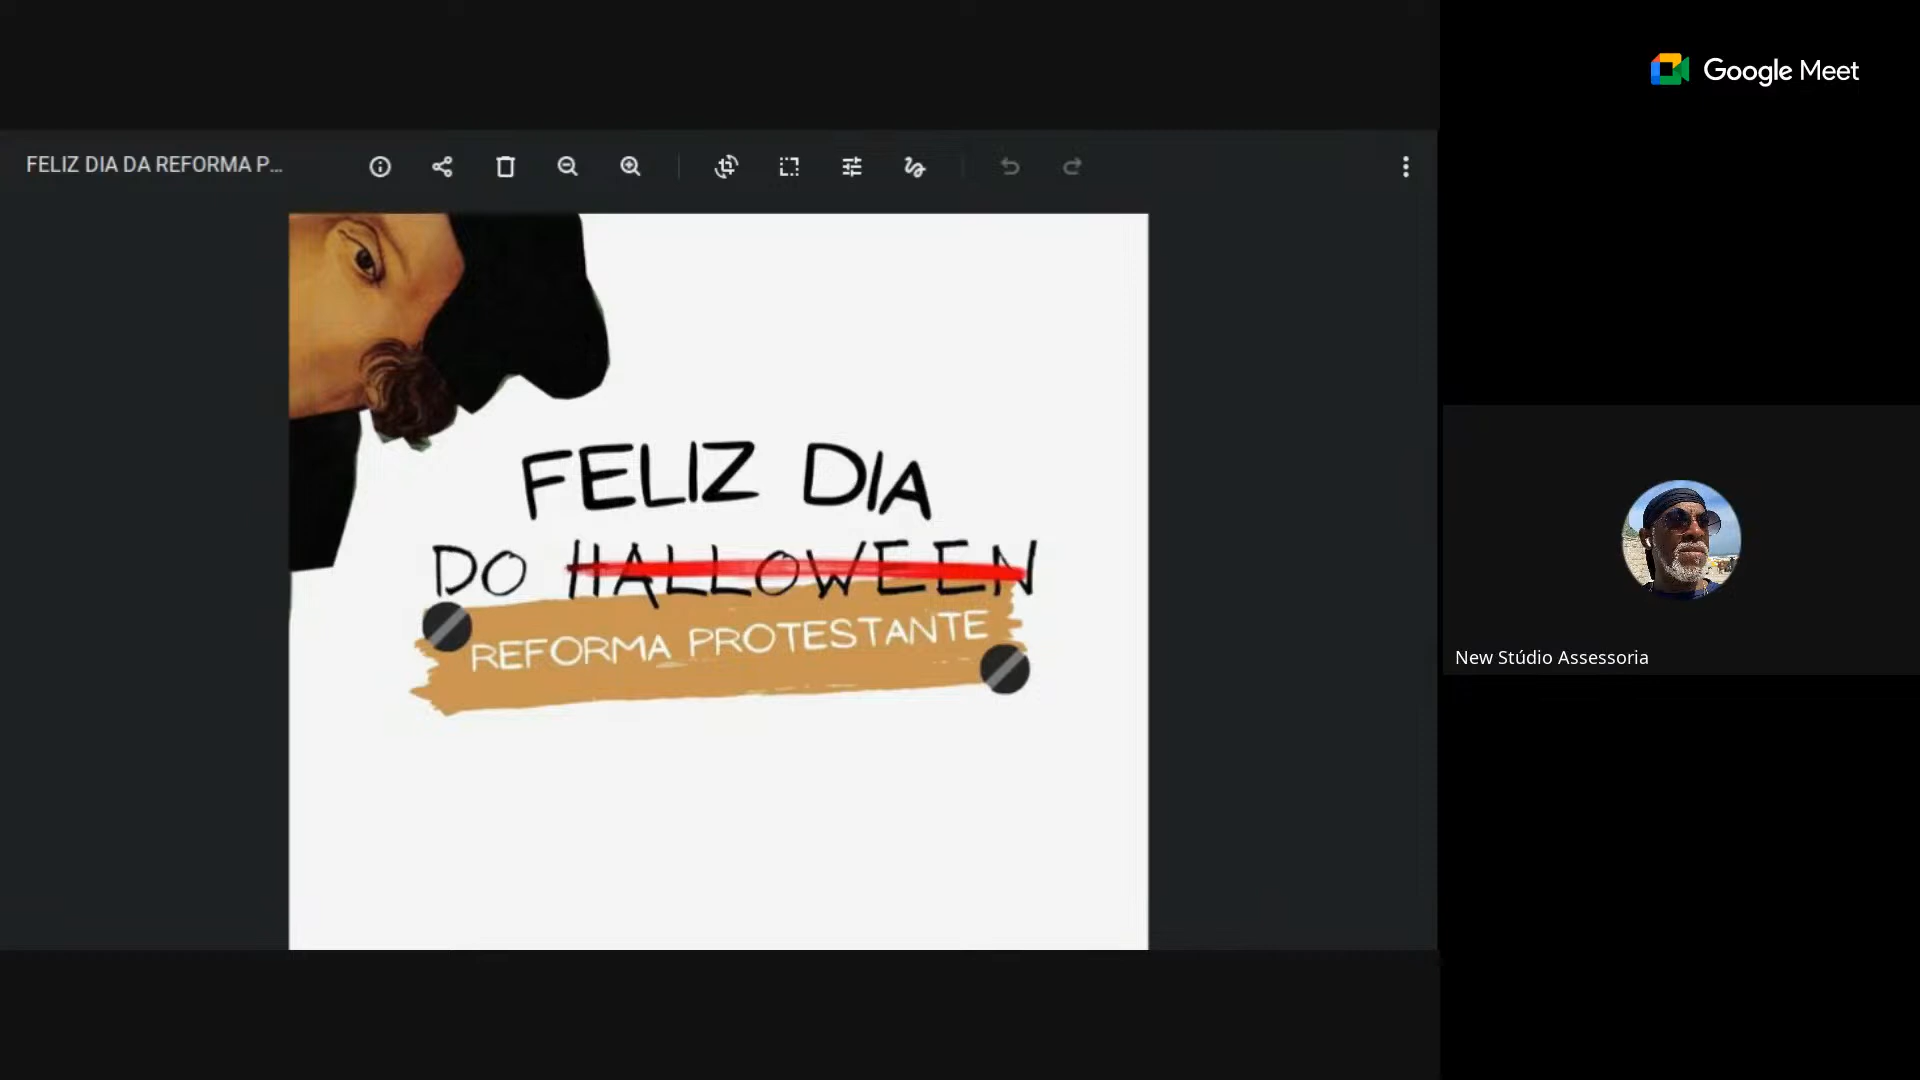 Google Meet
FELIZ DIA DA REFORMA P...
FELIZ DIA
DO HALLOWEEN
REFORMA PROTESTANTE
New Stúdio Assessoria